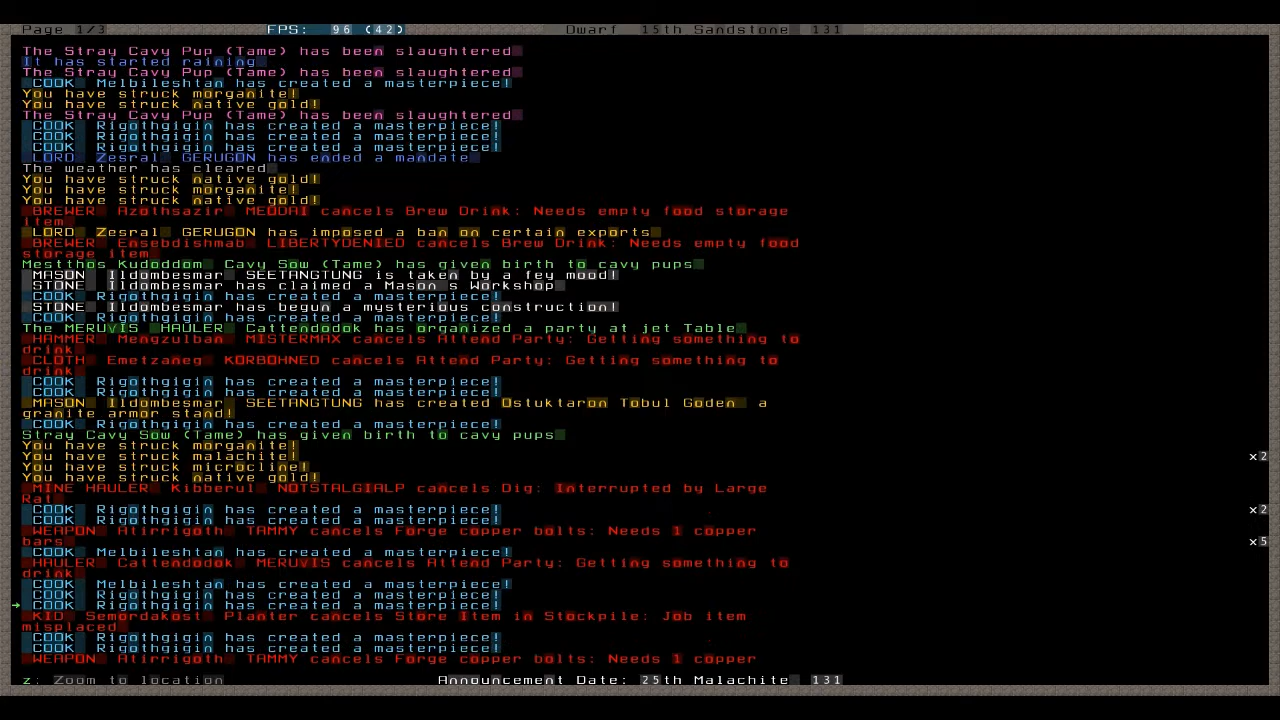 Page 1/3 FPS: 96 (42) Dwarf 15th Sandstone 131
The Stray Cavy Pup (Tame) has been slaughtered
It has started raining
The Stray Cavy Pup (Tame) has been slaughtered
COOK Melbileshtan has created a masterpiece!
You have struck morganite!
You have struck native gold!
The Stray Cavy Pup (Tame) has been slaughtered
COOK Rigothgigin has created a masterpiece!
COOK Rigothgigin has created a masterpiece!
COOK Rigothgigin has created a masterpiece!
LORD Zesral GERUGON has ended a mandate
The weather has cleared
You have struck native gold!
You have struck morganite!
You have struck native gold!
BREWER Azothsazir MEODAI cancels Brew Drink: Needs empty food storage
item
LORD Zesral GERUGON has imposed a ban on certain exports
BREWER Ensebdishmab LIBERTYDENIED cancels Brew Drink: Needs empty food
storage item
Mestthos Kudoddom Cavy Sow (Tame) has given birth to cavy pups
MASON Ildombesmar SEETANGTUNG is taken by a fey mood!
STONE Ildombesmar has claimed a Mason s Workshop
COOK Rigothgigin has created a masterpiece!
STONE Ildombesmar has begun a mysterious construction!
COOK Rigothgigin has created a masterpiece!
The MERUVIS HAULER Cattendodok has organized a party at jet Table
HAMMER Mengzulban MISTERMAX cancels Attend Party: Getting something to
drink
CLOTH Emetzaneg KORBOHNED cancels Attend Party: Getting something to
drink
COOK Rigothgigin has created a masterpiece!
COOK Rigothgigin has created a masterpiece!
MASON Ildombesmar SEETANGTUNG has created Ostuktaron Tobul Goden a
granite armor stand!
COOK Rigothgigin has created a masterpiece!
Stray Cavy Sow (Tame) has given birth to cavy pups
You have struck morganite!
You have struck malachite! x2
You have struck microcline!
You have struck native gold!
MINE HAULER Kibberul NOTSTALGIALP cancels Dig: Interrupted by Large
Rat
COOK Rigothgigin has created a masterpiece! x2
COOK Rigothgigin has created a masterpiece!
WEAPON Atirrigoth TAMMY cancels Forge copper bolts: Needs 1 copper
bars x5
COOK Melbileshtan has created a masterpiece!
HAULER Cattendodok MERUVIS cancels Attend Party: Getting something to
drink
COOK Melbileshtan has created a masterpiece!
COOK Rigothgigin has created a masterpiece!
COOK Rigothgigin has created a masterpiece!
KID Semordakost Planter cancels Store Item in Stockpile: Job item
misplaced
COOK Rigothgigin has created a masterpiece!
COOK Rigothgigin has created a masterpiece!
WEAPON Atirrigoth TAMMY cancels Forge copper bolts: Needs 1 copper
z: Zoom to location Announcement Date: 25th Malachite 131